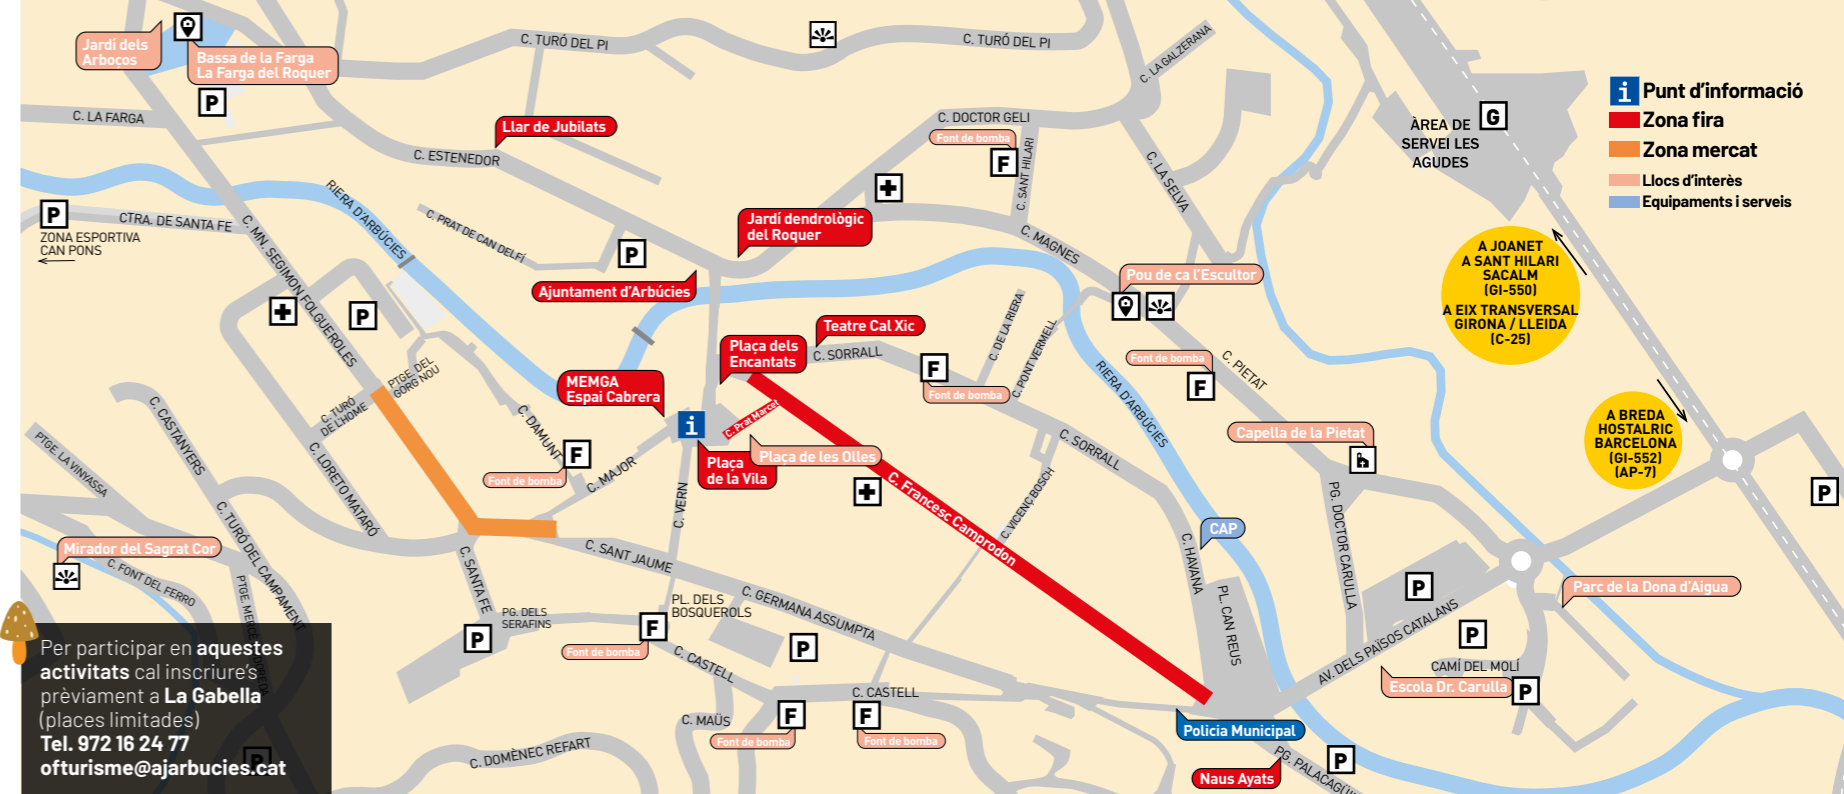 Jardí dels
Arboços
Bassa de la Farga
La Farga del Roquer
P
C. TURÓ DEL PI
C. TURÓ DEL PI
C. LA GALZERANA
C. LA FARGA
Llar de Jubilats
C. ESTENEDOR
C. DOCTOR GELI
Font de bomba
F
C. SANT HILARI
C. LA SELVA
ÀREA DE
SERVEI LES
AGUDES
G
i Punt d'informació
Zona fira
Zona mercat
Llocs d'interès
Equipaments i serveis
P
CTRA. DE SANTA FE
ZONA ESPORTIVA
CAN PONS
C. MN. SEGIMON FOLGUEROLES
RIERA D'ARBÚCIES
C. PRAT DE CAN DELFÍ
P
Jardí dendrològic
del Roquer
Ajuntament d'Arbúcies
C. MAGNES
Pou de ca l'Escultor
A JOANET
A SANT HILARI
SACALM
(GI-550)
A EIX TRANSVERSAL
GIRONA / LLEIDA
(C-25)
P
Teatre Cal Xic
Plaça dels
Encantats
C. SORRALL
F
Font de bomba
C. DE LA RIERA
C. PONT VERMELL
RIERA D'ARBÚCIES
Font de bomba
F
C. PIETAT
A BREDA
HOSTALRIC
BARCELONA
(GI-552)
(AP-7)
PTGE. DEL
GORG NOU
C. TURÓ
DE L'HOME
MEMGA
Espai Cabrera
C. Prat Marcet
i
Plaça de les Olles
Plaça
de la Vila
C. CASTANYERS
PTGE. LA VINYASSA
C. LORETO MATARÓ
C. DAMUNT
F
Font de bomba
C. MAJOR
C. VERN
C. Francesc Camprodon
C. VICENÇ BOSCH
C. SORRALL
Capella de la Pietat
P
PG. DOCTOR CARULLA
C. HAVANA
CAP
Mirador del Sagrat Cor
C. FONT DEL FERRO
C. TURÓ DEL CAMPAMENT
C. SANTA FE
C. SANT JAUME
C. GERMANA ASSUMPTA
PG. DELS
SERAFINS
P
PL. DELS
BOSQUEROLS
F
Font de bomba
P
C. CASTELL
C. CASTELL
C. MAÜS
F
Font de bomba
F
Font de bomba
C. DOMÈNEC REFART
PL. CAN REUS
P
Parc de la Dona d'Aigua
AV. DELS PAÏSOS CATALANS
P
CAMÍ DEL MOLÍ
Escola Dr. Carulla
P
Policia Municipal
Naus Ayats
P
Per participar en aquestes
activitats cal inscriure's
prèviament a La Gabella
(places limitades)
Tel. 972 16 24 77
ofturisme@ajarbucies.cat
P